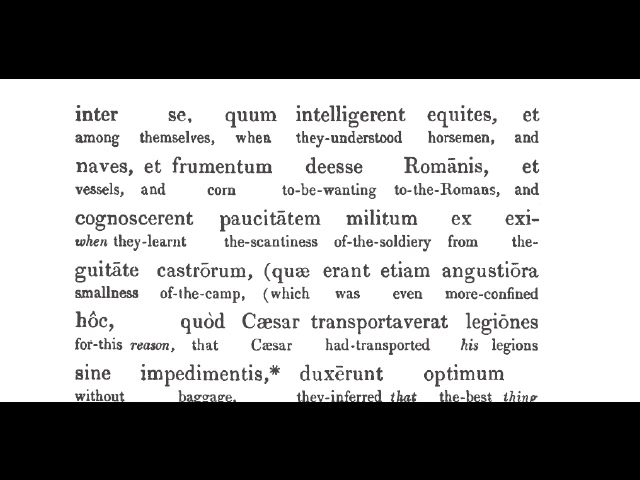 inter se, quum intelligerent equites, et
among themselves, when they-understood horsemen, and
naves, et frumentum deesse Romānis, et
vessels, and corn to-be-wanting to-the-Romans, and
cognoscerent paucitātem militum ex exi-
when they-learnt the-scantiness of-the-soldiery from the-
guitāte castrōrum, (quæ erant etiam angustiōra
smallness of-the-camp, (which was even more-confined
hôc, quòd Cæsar transportaverat legiōnes
for-this reason, that Cæsar had-transported his legions
sine impedimentis,* duxērunt optimum
without baggage, they-inferred that the-best thing